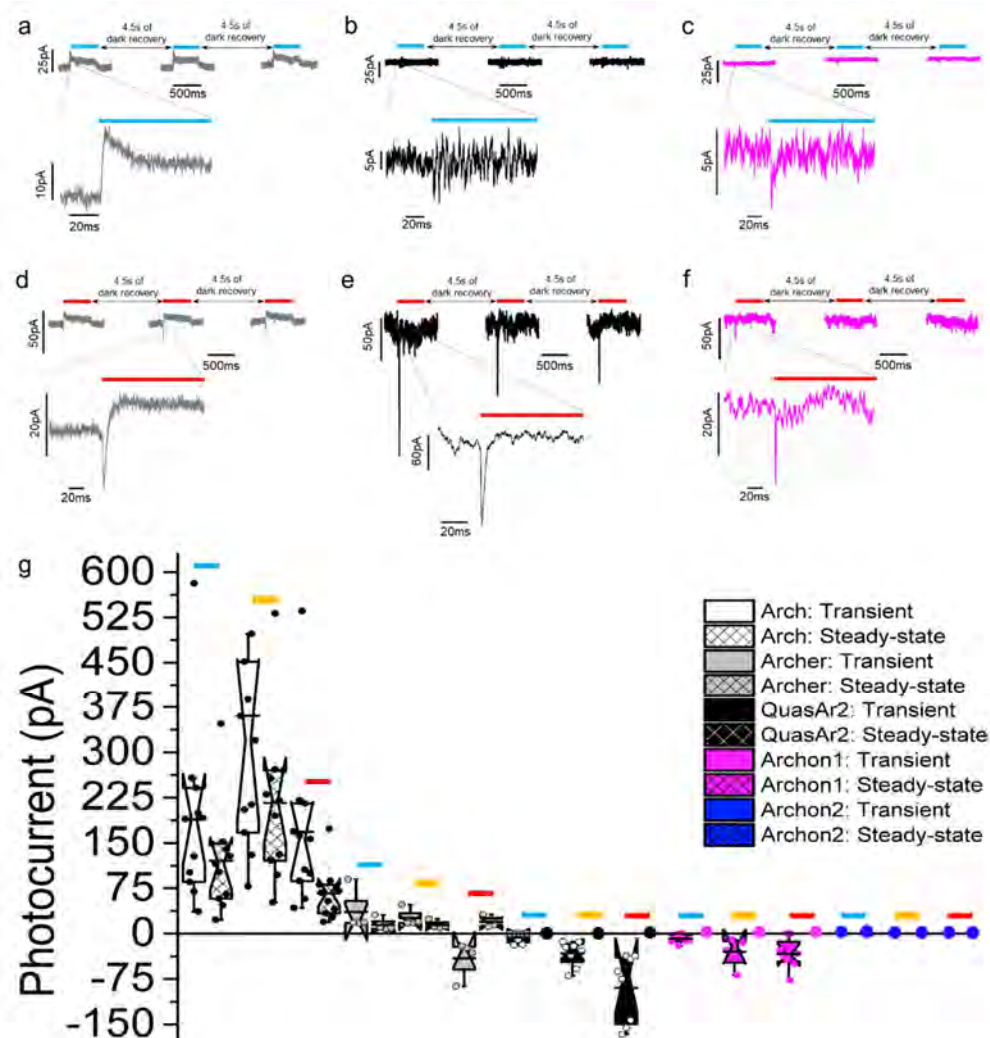 a b c
4.5s of 4.5s of
dark recovery dark recovery
25pA
500ms
10pA
20ms
4.5s of 4.5s of
dark recovery dark recovery
25pA
500ms
5pA
20ms
4.5s of 4.5s of
dark recovery dark recovery
25pA
500ms
5pA
20ms
d e f
4.5s of 4.5s of
dark recovery dark recovery
50pA
500ms
20pA
20ms
4.5s of 4.5s of
dark recovery dark recovery
50pA
500ms
60pA
20ms
4.5s of 4.5s of
dark recovery dark recovery
50pA
500ms
20pA
20ms
g
Photocurrent (pA)
600
525
450
375
300
225
150
75
0
-75
-150
Arch: Transient
Arch: Steady-state
Archer: Transient
Archer: Steady-state
QuasAr2: Transient
QuasAr2: Steady-state
Archon1: Transient
Archon1: Steady-state
Archon2: Transient
Archon2: Steady-state